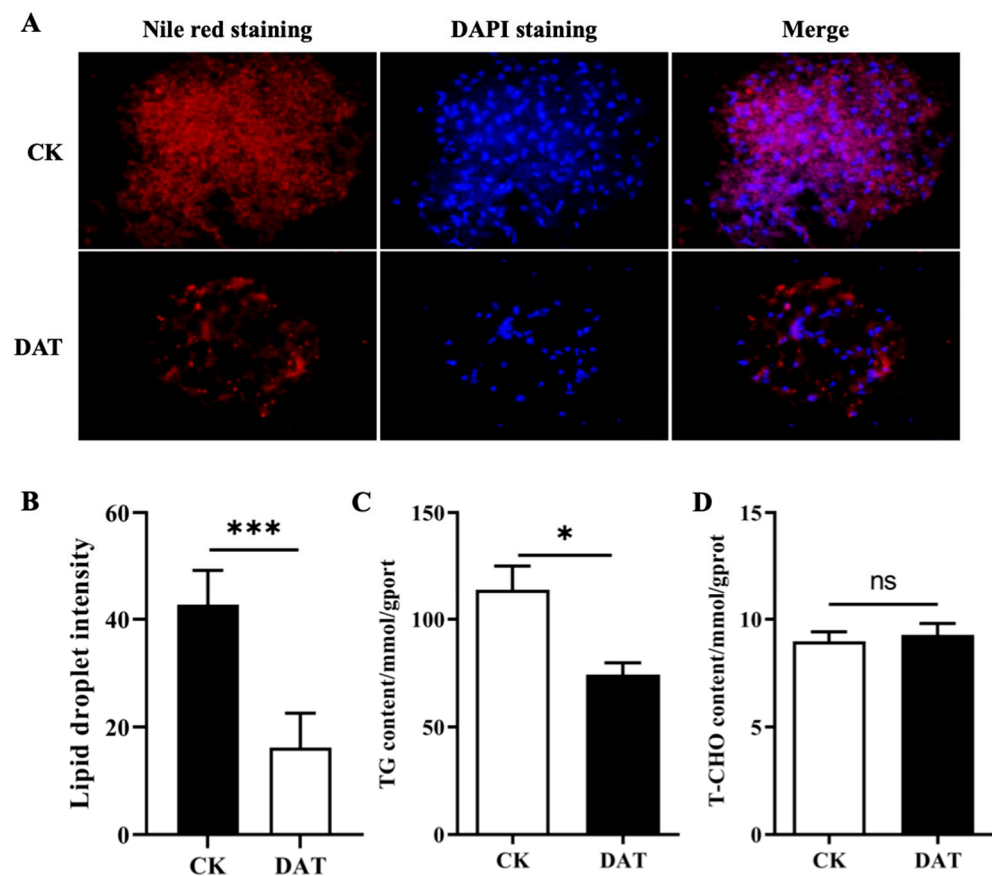 A
Nile red staining DAPI staining Merge
CK
DAT
B
Lipid droplet intensity
60
40
20
0
***
CK DAT
C
TG content/mmol/gport
150
100
50
0
*
CK DAT
D
T-CHO content/mmol/gprot
15
10
5
0
ns
CK DAT